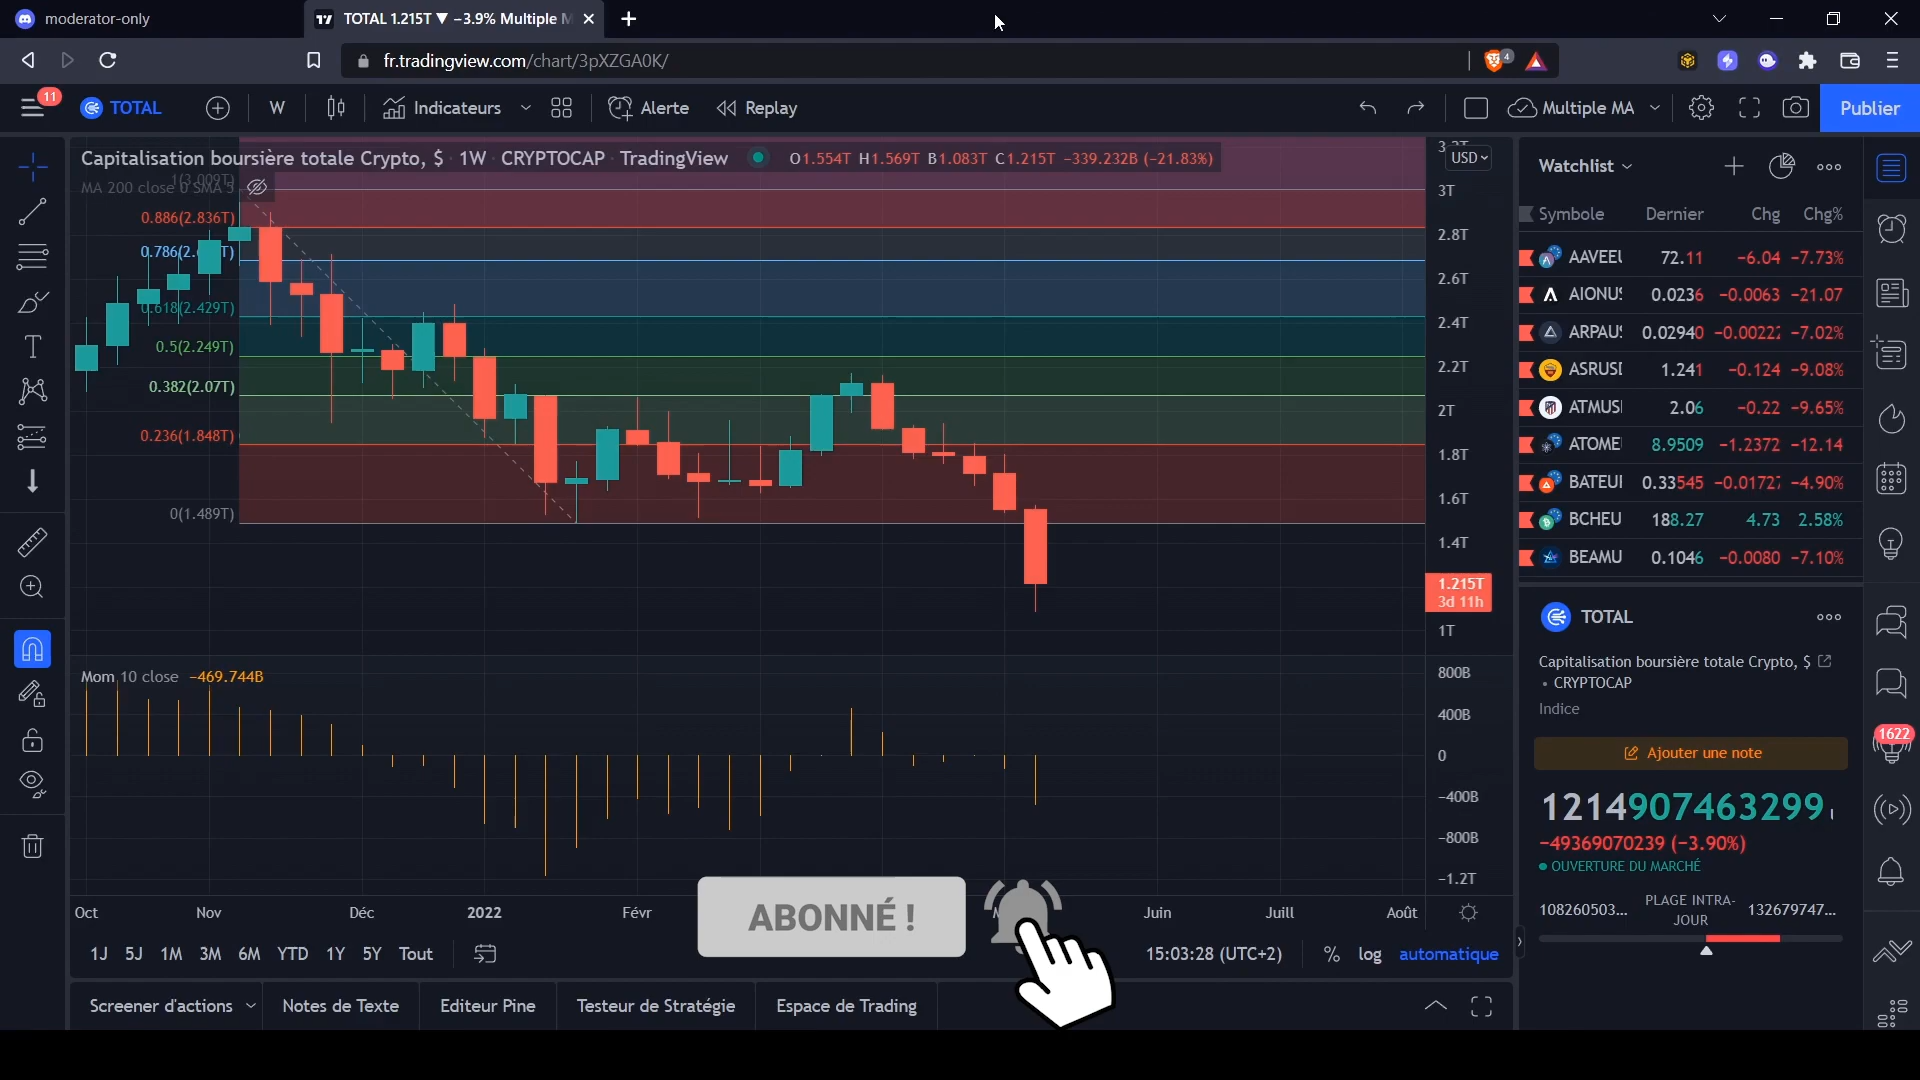 moderator-only
TOTAL 1.215T ▼ −3.9% Multiple
fr.tradingview.com/chart/3pXZGA0K/
4
11
TOTAL
W
Indicateurs
Alerte
Replay
Multiple MA
Publier
Capitalisation boursière totale Crypto, $ · 1W · CRYPTOCAP · TradingView
O1.554T H1.569T B1.083T C1.215T −339.232B (−21.83%)
MA 200 close 0 SMA 5
1(3.009T)
0.886(2.836T)
0.618(2.429T)
0.5(2.249T)
0.382(2.07T)
0.236(1.848T)
0(1.489T)
USD
3T
2.8T
2.6T
2.4T
2.2T
2T
1.8T
1.6T
1.4T
1.215T
3d 11h
1T
Mom 10 close −469.744B
800B
400B
0
−400B
−800B
−1.2T
Oct Nov Déc 2022 Févr Juin Juill Août
ABONNÉ !
1J 5J 1M 3M 6M YTD 1Y 5Y Tout
15:03:28 (UTC+2)
% log automatique
Screener d'actions
Notes de Texte
Editeur Pine
Testeur de Stratégie
Espace de Trading
Watchlist
Symbole Dernier Chg Chg%
AAVEEU 72.11 −6.04 −7.73%
AIONUS 0.0236 −0.0063 −21.07
ARPAUS 0.02940 −0.00222 −7.02%
ASRUSD 1.241 −0.124 −9.08%
ATMUSD 2.06 −0.22 −9.65%
ATOME 8.9509 −1.2372 −12.14
BATEUR 0.33545 −0.01727 −4.90%
BCHEU 188.27 4.73 2.58%
BEAMU 0.1046 −0.0080 −7.10%
TOTAL
Capitalisation boursière totale Crypto, $
• CRYPTOCAP
Indice
Ajouter une note
1214907463299
−49369070239 (−3.90%)
OUVERTURE DU MARCHÉ
108260503... PLAGE INTRA-JOUR 132679747...
1622